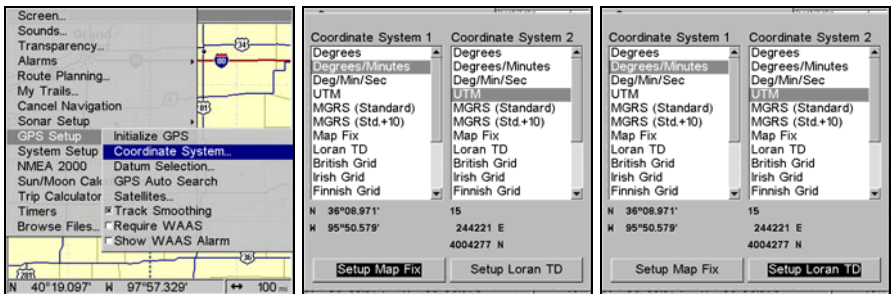 Screen...
Sounds...
Transparency...
Alarms
Route Planning...
My Trails...
Cancel Navigation
Sonar Setup
GPS Setup
System Setup
NMEA 2000
Sun/Moon Calc
Trip Calculator
Timers
Browse Files...
Initialize GPS
Coordinate System...
Datum Selection...
GPS Auto Search
Satellites...
Track Smoothing
Require WAAS
Show WAAS Alarm
Grand
34
80
81
36
281
N 40°19.097' W 97°57.329' ↔ 100 mi
Coordinate System 1 Coordinate System 2
Degrees Degrees
Degrees/Minutes Degrees/Minutes
Deg/Min/Sec Deg/Min/Sec
UTM UTM
MGRS (Standard) MGRS (Standard)
MGRS (Std.+10) MGRS (Std.+10)
Map Fix Map Fix
Loran TD Loran TD
British Grid British Grid
Irish Grid Irish Grid
Finnish Grid Finnish Grid
N 36°08.971' 15
W 95°50.579' 244221 E
4004277 N
Setup Map Fix Setup Loran TD
Coordinate System 1 Coordinate System 2
Degrees Degrees
Degrees/Minutes Degrees/Minutes
Deg/Min/Sec Deg/Min/Sec
UTM UTM
MGRS (Standard) MGRS (Standard)
MGRS (Std.+10) MGRS (Std.+10)
Map Fix Map Fix
Loran TD Loran TD
British Grid British Grid
Irish Grid Irish Grid
Finnish Grid Finnish Grid
N 36°08.971' 15
W 95°50.579' 244221 E
4004277 N
Setup Map Fix Setup Loran TD